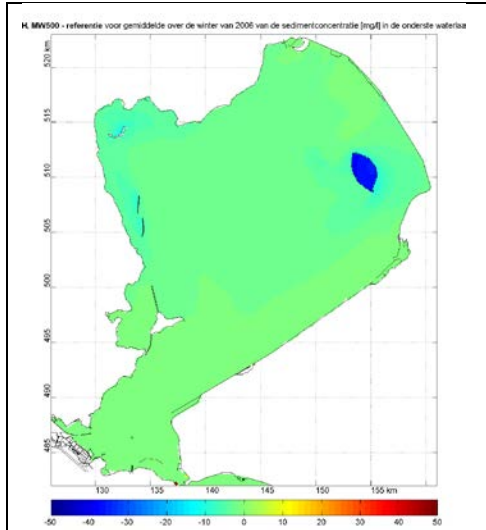 H, MW500 - referentie voor gemiddelde over de winter van 2006 van de sedimentconcentratie [mg/l] in de onderste waterlaa
520 km
515
510
505
500
495
490
485
130 135 140 145 150 155 km
-50 -40 -30 -20 -10 0 10 20 30 40 50